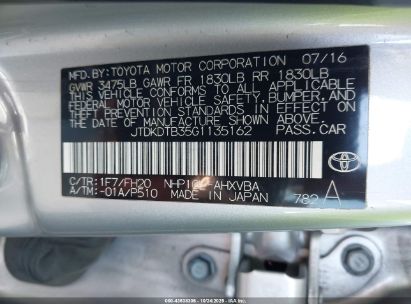 MFD.BY:TOYOTA MOTOR CORPORATION 07/16
GVWR 3475LB GAWR FR 1830LB RR 1830LB
THIS VEHICLE CONFORMS TO ALL APPLICABLE
FEDERAL MOTOR VEHICLE SAFETY, BUMPER, AND
THEFT PREVENTION STANDARDS IN EFFECT ON
THE DATE OF MANUFACTURE SHOWN ABOVE.
JTDKDTB35G1135162 PASS.CAR
C/TR:1F7/FH20 AHXVBA
A/TM:-01A/P510 MADE IN JAPAN 782 A
TOYOTA